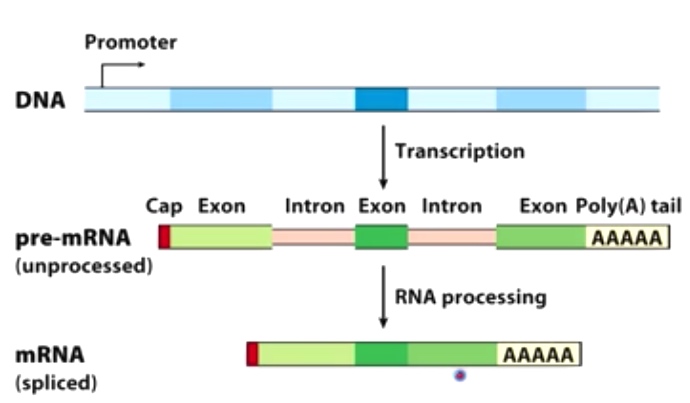 Promoter
DNA
Transcription
Cap Exon Intron Exon Intron Exon Poly(A) tail
pre-mRNA
AAAAA
(unprocessed)
RNA processing
mRNA
AAAAA
(spliced)